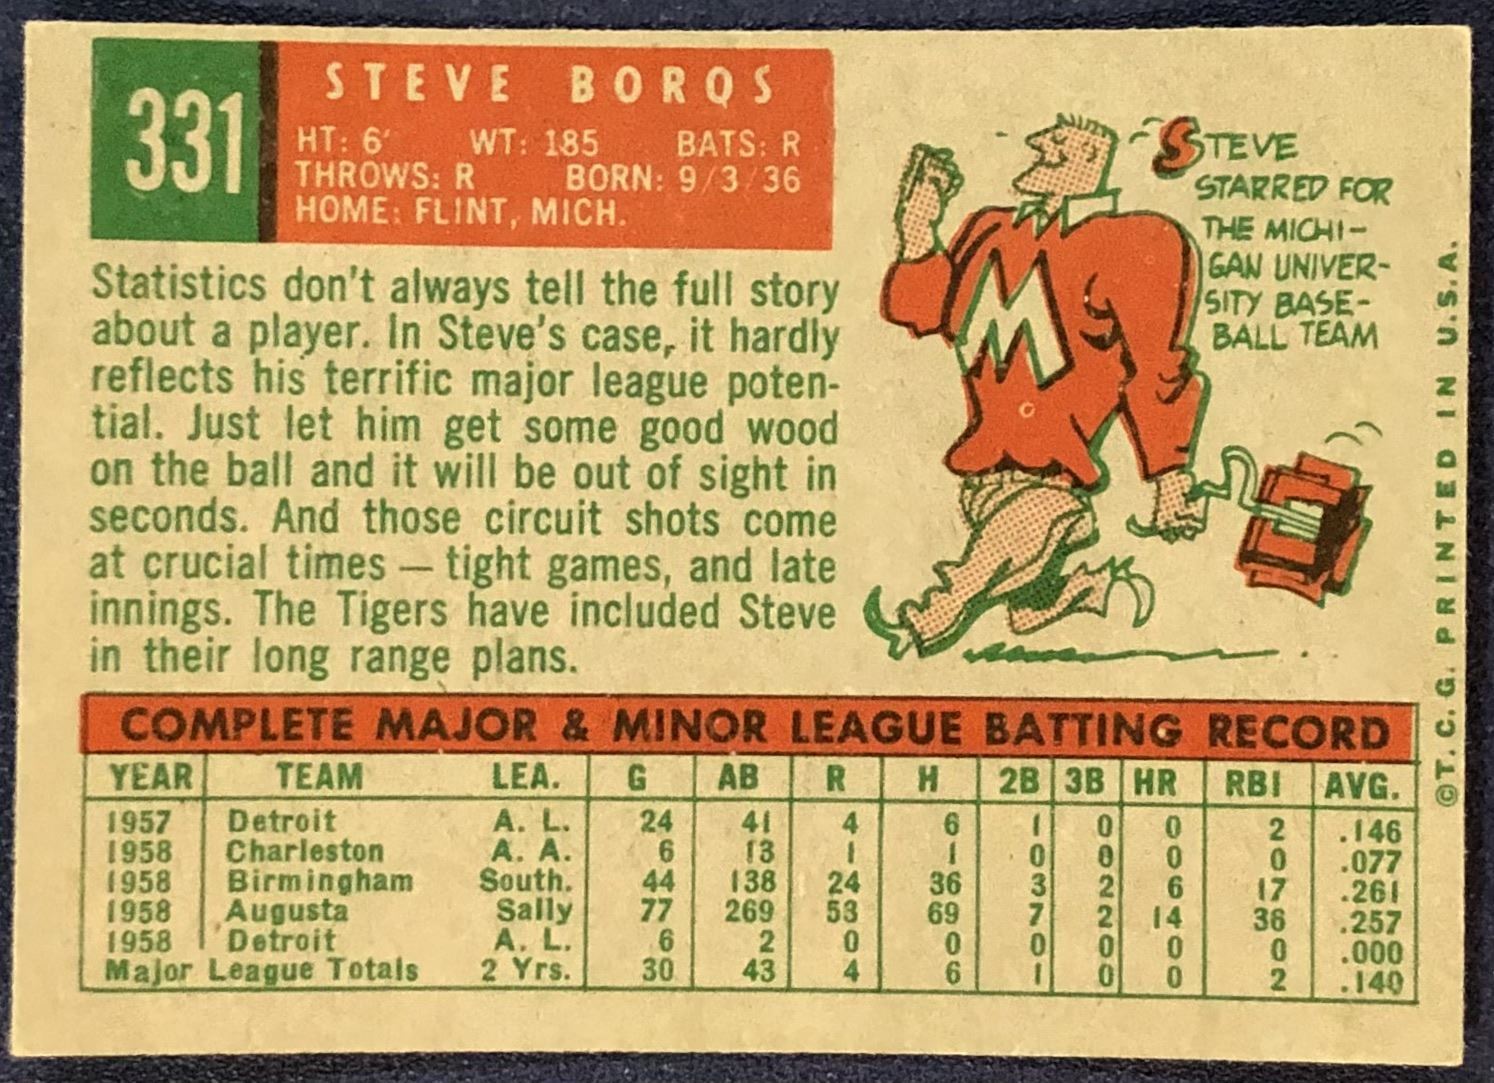 331
STEVE BOROS
HT: 6' WT: 185 BATS: R
THROWS: R BORN: 9/3/36
HOME: FLINT, MICH.
STEVE
STARRED FOR
THE MICHI-
GAN UNIVER-
SITY BASE-
BALL TEAM
M
Statistics don't always tell the full story
about a player. In Steve's case, it hardly
reflects his terrific major league poten-
tial. Just let him get some good wood
on the ball and it will be out of sight in
seconds. And those circuit shots come
at crucial times — tight games, and late
innings. The Tigers have included Steve
in their long range plans.
COMPLETE MAJOR & MINOR LEAGUE BATTING RECORD
YEAR TEAM LEA. G AB R H 2B 3B HR RBI AVG.
1957 Detroit A. L. 24 41 4 6 1 0 0 2 .146
1958 Charleston A. A. 6 13 1 1 0 0 0 0 .077
1958 Birmingham South. 44 138 24 36 3 2 6 17 .261
1958 Augusta Sally 77 269 53 69 7 2 14 36 .257
1958 Detroit A. L. 6 2 0 0 0 0 0 0 .000
Major League Totals 2 Yrs. 30 43 4 6 1 0 0 2 .140
©T.C.G. PRINTED IN U.S.A.